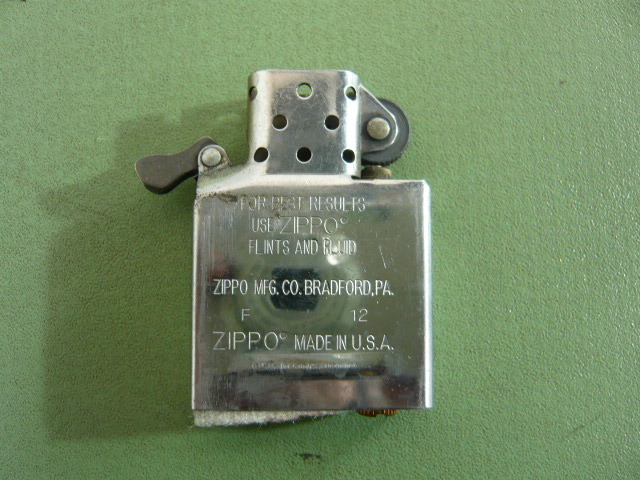 FOR BEST RESULTS
USE ZIPPO®
FLINTS AND FLUID
ZIPPO MFG. CO. BRADFORD, PA.
F 12
ZIPPO® MADE IN U.S.A.